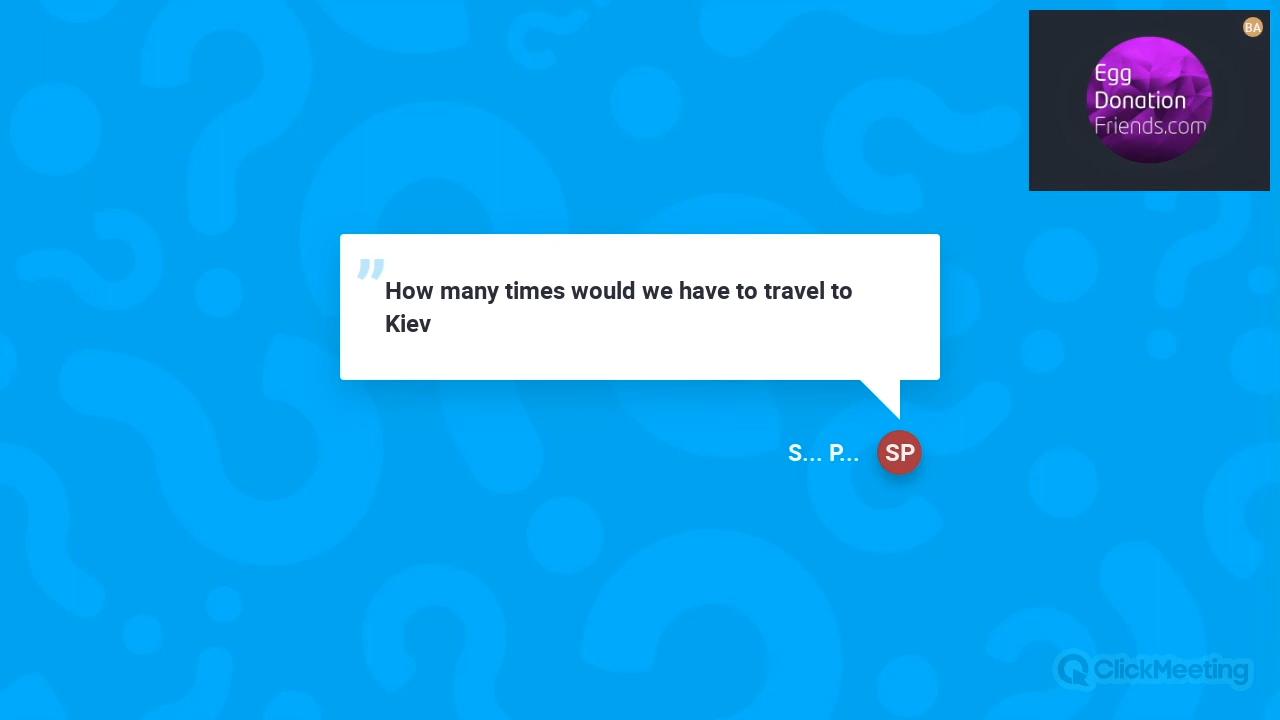 BA
Egg
Donation
Friends.com
”
How many times would we have to travel to
Kiev
S... P... SP
ClickMeeting